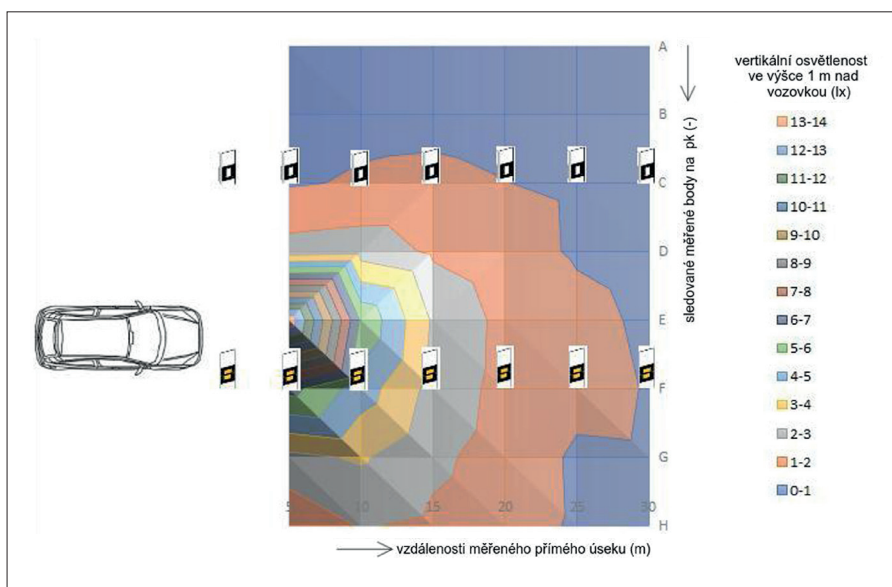 A
B
C
D
E
F
G
H
sledované měřené body na pk (-)
5 10 15 20 25 30
vzdálenosti měřeného přímého úseku (m)
vertikální osvětlenost
ve výšce 1 m nad
vozovkou (lx)
13-14
12-13
11-12
10-11
9-10
8-9
7-8
6-7
5-6
4-5
3-4
2-3
1-2
0-1